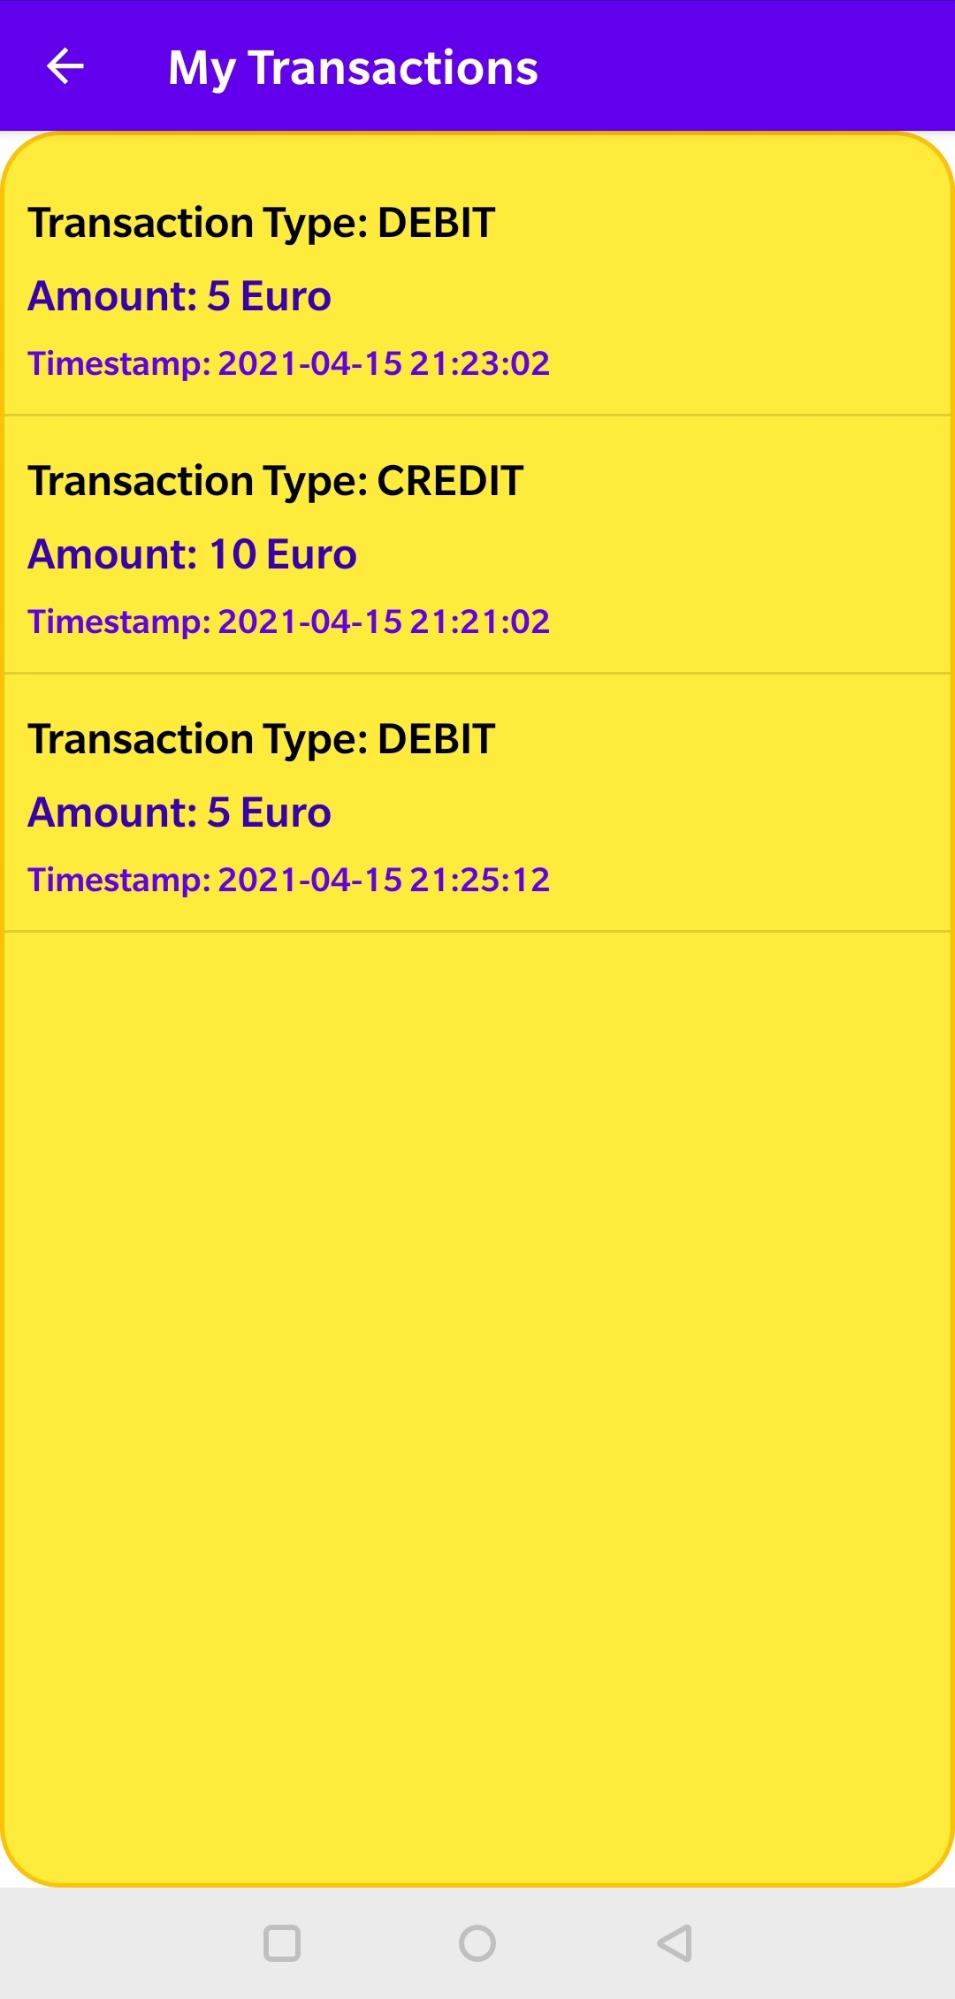 My Transactions
Transaction Type: DEBIT
Amount: 5 Euro
Timestamp: 2021-04-15 21:23:02
Transaction Type: CREDIT
Amount: 10 Euro
Timestamp: 2021-04-15 21:21:02
Transaction Type: DEBIT
Amount: 5 Euro
Timestamp: 2021-04-15 21:25:12